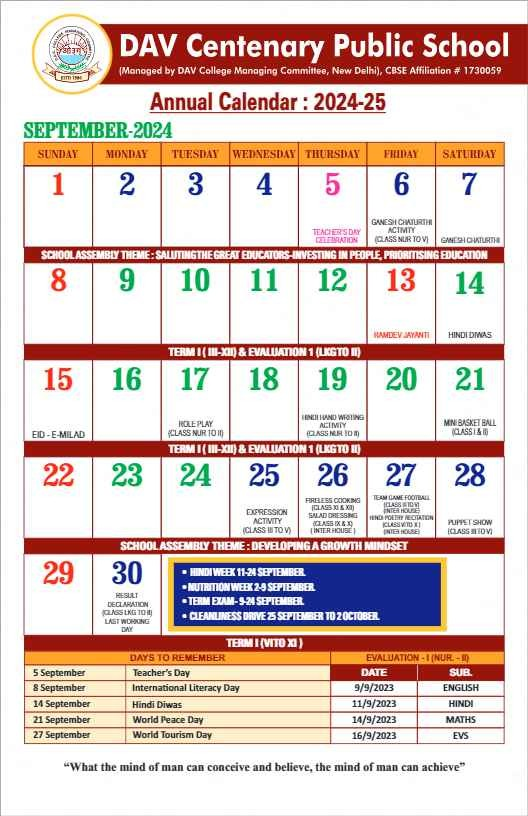 DAV Centenary Public School
(Managed by DAV College Managing Committee, New Delhi), CBSE Affiliation # 1730059
Annual Calendar : 2024-25
SEPTEMBER-2024
SUNDAY MONDAY TUESDAY WEDNESDAY THURSDAY FRIDAY SATURDAY
1 2 3 4 5 6 7
TEACHER'S DAY
CELEBRATION
GANESH CHATURTHI
ACTIVITY
(CLASS NUR TO V)
GANESH CHATURTHI
SCHOOL ASSEMBLY THEME : SALUTING THE GREAT EDUCATORS-INVESTING IN PEOPLE, PRIORITISING EDUCATION
8 9 10 11 12 13 14
RAMDEV JAYANTI
HINDI DIWAS
TERM I ( III-XII) & EVALUATION 1 (LKG TO II)
15 16 17 18 19 20 21
EID - E-MILAD
ROLE PLAY
(CLASS NUR TO II)
HINDI HAND WRITING
ACTIVITY
(CLASS NUR TO II)
MINI BASKET BALL
(CLASS I & II)
TERM I ( III-XII) & EVALUATION 1 (LKG TO II)
22 23 24 25 26 27 28
EXPRESSION
ACTIVITY
(CLASS III TO V)
FIRELESS COOKING
(CLASS XI & XII)
SALAD DRESSING
(CLASS IX & X)
( INTER HOUSE )
TEAM GAME FOOTBALL
(CLASS III TO V)
(INTER HOUSE)
HINDI POETRY RECITATION
(CLASS VI TO X )
(INTER HOUSE)
PUPPET SHOW
(CLASS III TO V)
SCHOOL ASSEMBLY THEME : DEVELOPING A GROWTH MINDSET
29 30
RESULT
DECLARATION
(CLASS LKG TO II)
LAST WORKING
DAY
• HINDI WEEK 11-24 SEPTEMBER.
• NUTRITION WEEK 2-9 SEPTEMBER.
• TERM EXAM - 9-24 SEPTEMBER.
• CLEANLINESS DRIVE 25 SEPTEMBER TO 2 OCTOBER.
TERM I (VI TO XI )
DAYS TO REMEMBER EVALUATION - I (NUR. - II)
5 September Teacher's Day DATE SUB.
8 September International Literacy Day 9/9/2023 ENGLISH
14 September Hindi Diwas 11/9/2023 HINDI
21 September World Peace Day 14/9/2023 MATHS
27 September World Tourism Day 16/9/2023 EVS
“What the mind of man can conceive and believe, the mind of man can achieve”